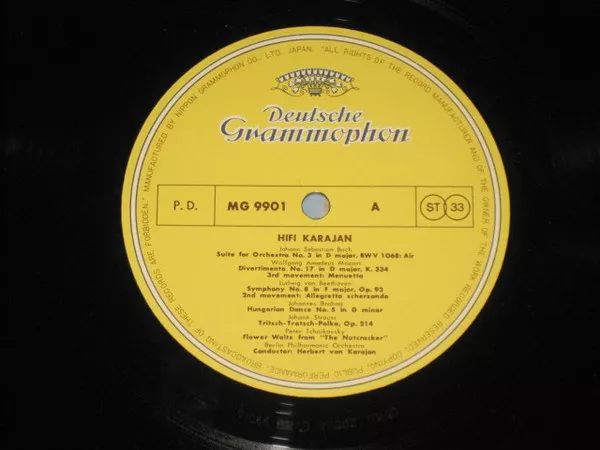 MANUFACTURED BY NIPPON GRAMMOPHON CO., LTD. JAPAN. "ALL RIGHTS OF THE RECORD MANUFACTURER AND OF THE OWNER OF THE WORK RECORDED RESERVED. COPYING, PUBLIC PERFORMANCE, BROADCASTING OF THESE RECORDS ARE FORBIDDEN."
Deutsche
Grammophon
P. D. MG 9901 A ST 33
HIFI KARAJAN
Johann Sebastian Bach
Suite for Orchestra No. 3 in D major, BWV 1068: Air
Wolfgang Amadeus Mozart
Divertimento No. 17 in D major, K. 334
3rd movement: Menuetto
Ludwig van Beethoven
Symphony No. 8 in F major, Op. 93
2nd movement: Allegretto scherzando
Johannes Brahms
Hungarian Dance No. 5 in G minor
Johann Strauss
Tritsch-Tratsch-Polka, Op. 214
Peter Tchaikovsky
Flower Waltz from "The Nutcracker"
Berlin Philharmonic Orchestra
Conductor: Herbert von Karajan